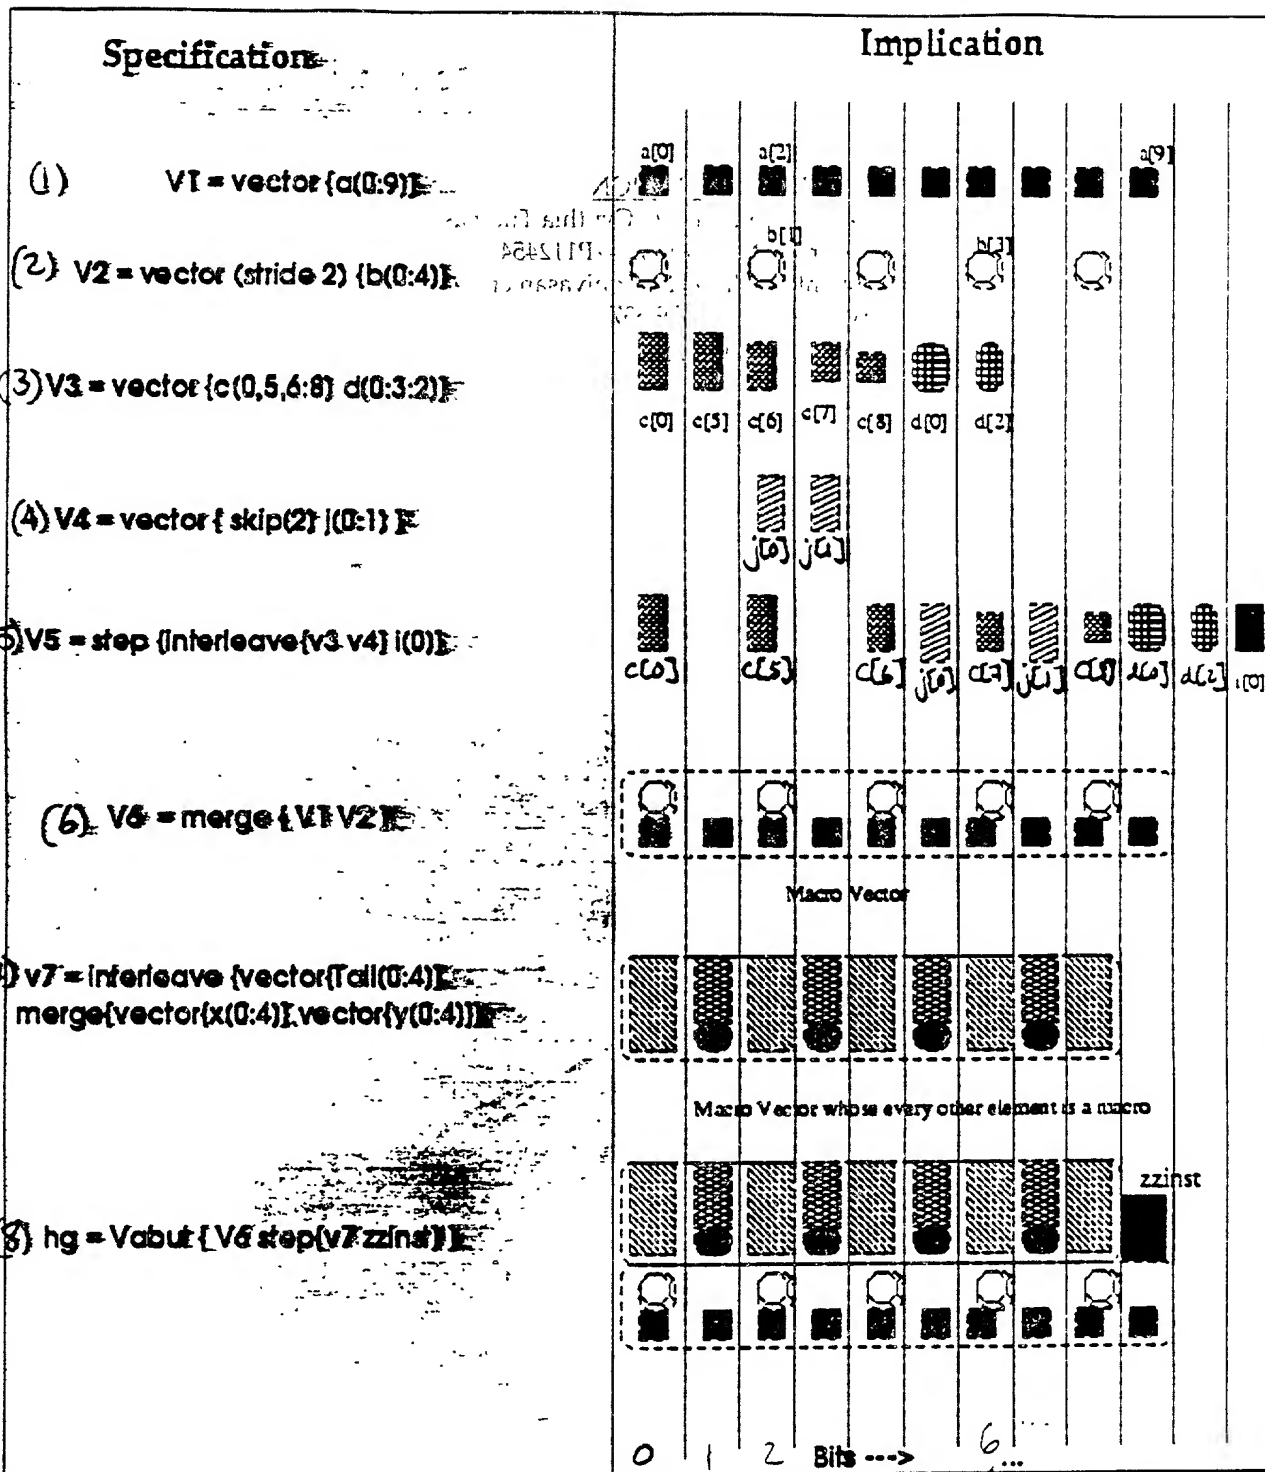 Specification
Implication
(1) V1 = vector {a(0:9)};
a[0] a[2] a[9]
(2) V2 = vector (stride 2) {b(0:4)};
b[1] b[3]
(3) V3 = vector {c(0,5,6:8) d(0:3:2)};
c[0] c[5] c[6] c[7] c[8] d[0] d[2]
(4) V4 = vector { skip(2) j(0:1) };
j[0] j[1]
V5 = step {interleave{v3 v4} i(0)};
c[0] c[5] c[6] j[0] c[7] j[1] c[8] d[0] d[2] i[0]
(6) V6 = merge { V1 V2 };
Macro Vector
v7 = interleave {vector{Tall(0:4)},
merge{vector{x(0:4)}, vector{y(0:4)}}};
Macro Vector whose every other element is a macro
zzinst
8) hg = Vabut { V6 step{v7 zzinst} };
0 1 2 Bits ---> 6 ...